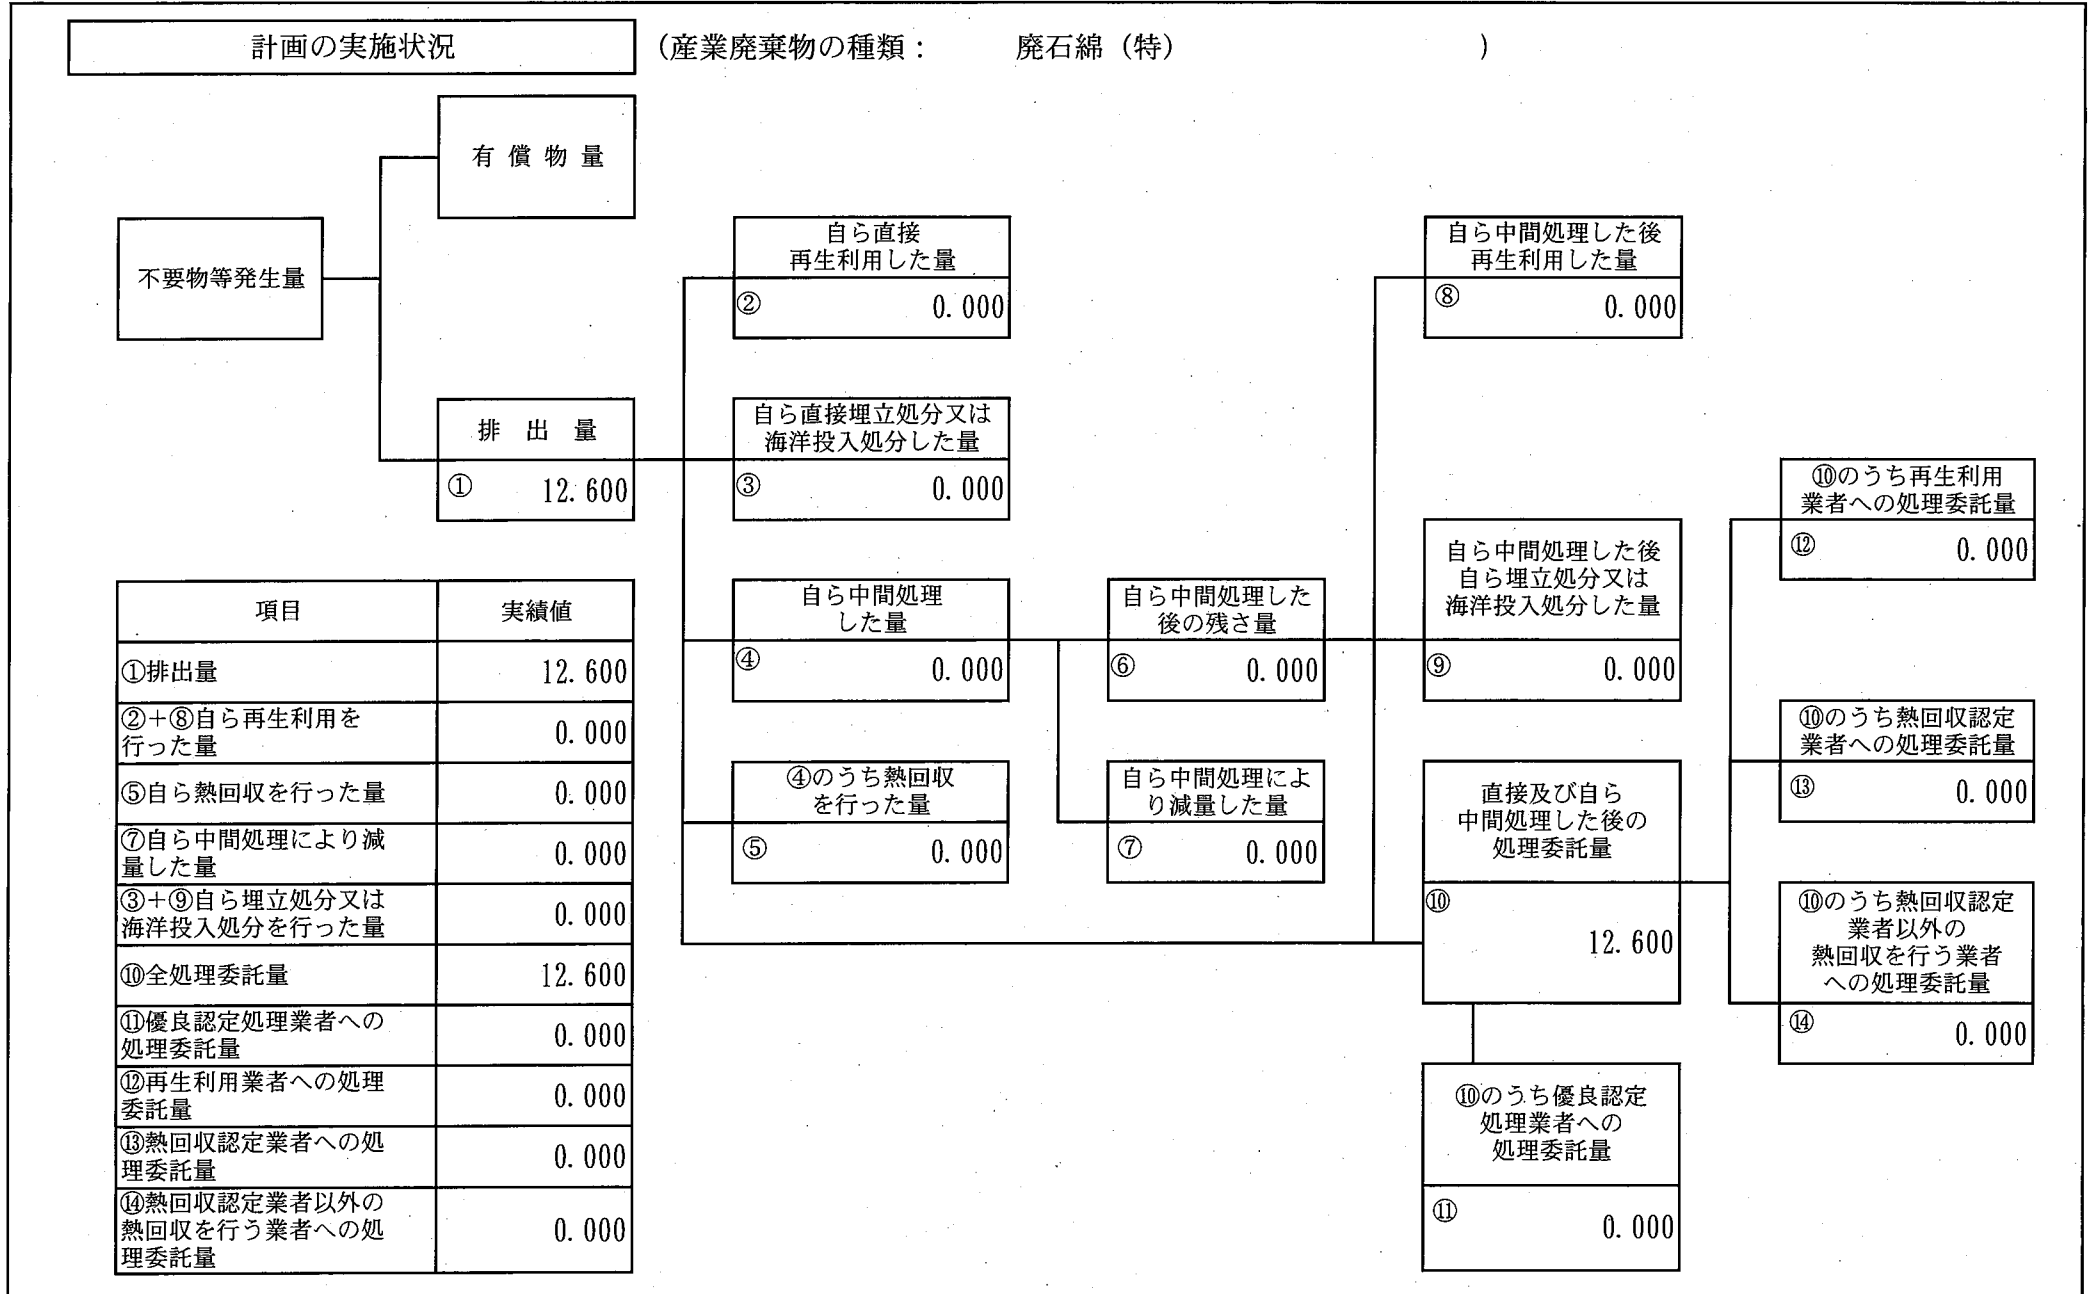 計画の実施状況
(産業廃棄物の種類： 廃石綿（特） )
有償物量
不要物等発生量
排出量
① 12.600
自ら直接
再生利用した量
② 0.000
自ら直接埋立処分又は
海洋投入処分した量
③ 0.000
自ら中間処理
した量
④ 0.000
④のうち熱回収
を行った量
⑤ 0.000
自ら中間処理した
後の残さ量
⑥ 0.000
自ら中間処理によ
り減量した量
⑦ 0.000
自ら中間処理した後
再生利用した量
⑧ 0.000
自ら中間処理した後
自ら埋立処分又は
海洋投入処分した量
⑨ 0.000
直接及び自ら
中間処理した後の
処理委託量
⑩ 12.600
⑩のうち優良認定
処理業者への
処理委託量
⑪ 0.000
⑩のうち再生利用
業者への処理委託量
⑫ 0.000
⑩のうち熱回収認定
業者への処理委託量
⑬ 0.000
⑩のうち熱回収認定
業者以外の
熱回収を行う業者
への処理委託量
⑭ 0.000
項目 実績値
①排出量 12.600
②＋⑧自ら再生利用を
行った量 0.000
⑤自ら熱回収を行った量 0.000
⑦自ら中間処理により減
量した量 0.000
③＋⑨自ら埋立処分又は
海洋投入処分を行った量 0.000
⑩全処理委託量 12.600
⑪優良認定処理業者への
処理委託量 0.000
⑫再生利用業者への処理
委託量 0.000
⑬熱回収認定業者への処
理委託量 0.000
⑭熱回収認定業者以外の
熱回収を行う業者への処
理委託量 0.000